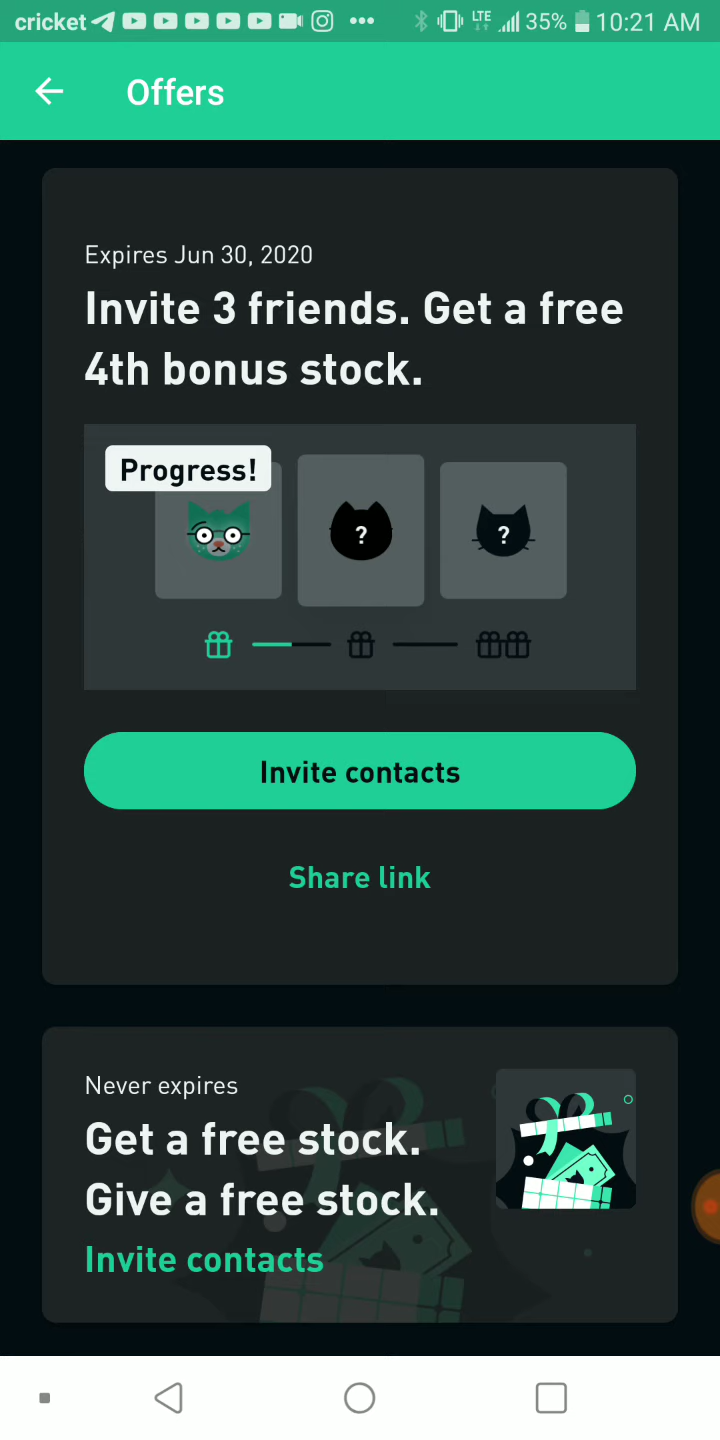 cricket LTE 35% 10:21 AM
Offers
Expires Jun 30, 2020
Invite 3 friends. Get a free
4th bonus stock.
Progress!
? ?
Invite contacts
Share link
Never expires
Get a free stock.
Give a free stock.
Invite contacts